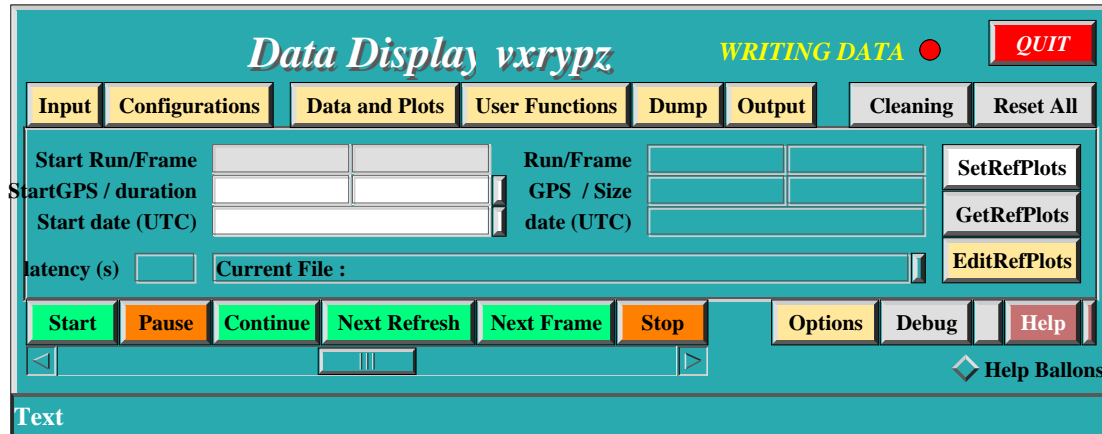 Data Display vxrypz WRITING DATA QUIT
Input Configurations Data and Plots User Functions Dump Output Cleaning Reset All
Start Run/Frame Run/Frame SetRefPlots
StartGPS / duration GPS / Size
Start date (UTC) date (UTC) GetRefPlots
latency (s) Current File : EditRefPlots
Start Pause Continue Next Refresh Next Frame Stop Options Debug Help
Help Ballons
Text